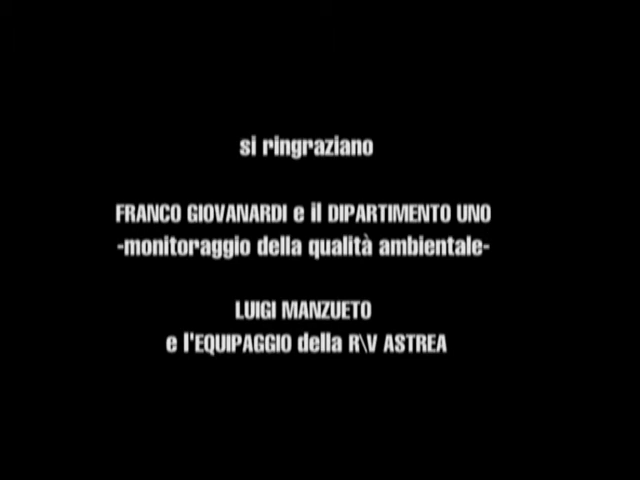 si ringraziano
FRANCO GIOVANARDI e il DIPARTIMENTO UNO
-monitoraggio della qualità ambientale-
LUIGI MANZUETO
e l'EQUIPAGGIO della R\V ASTREA